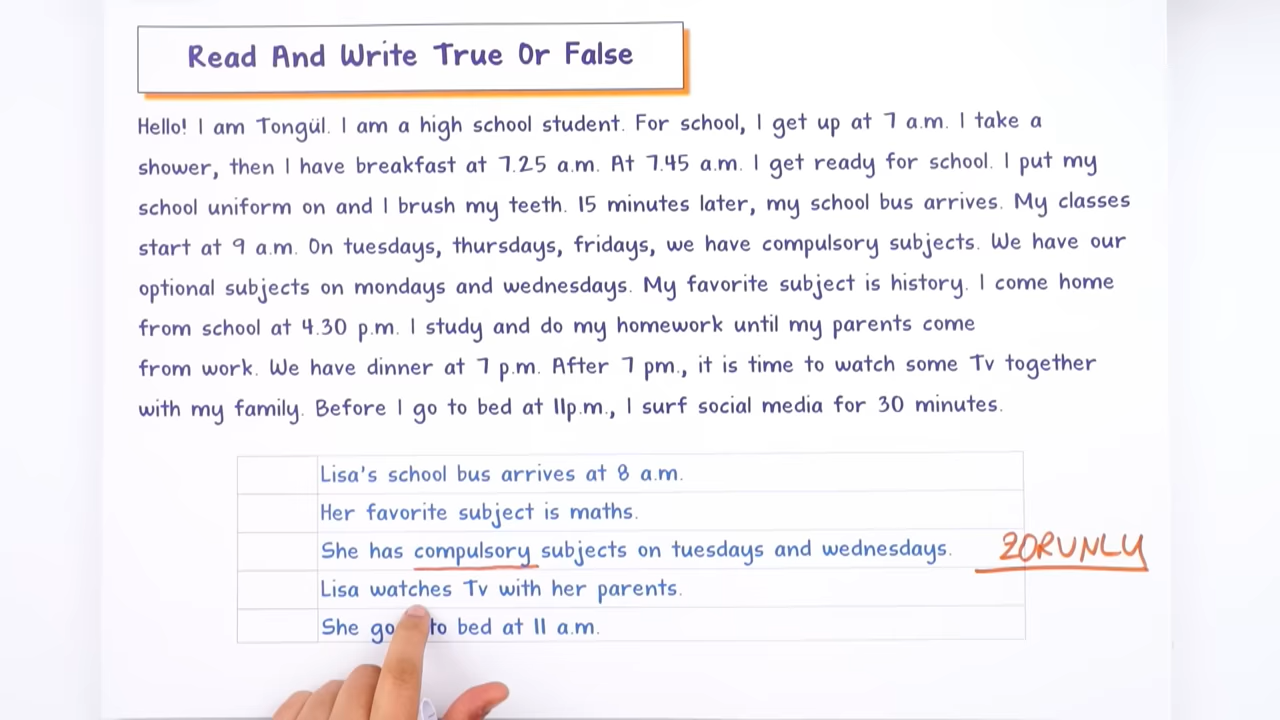 Read And Write True Or False
Hello! I am Tongül. I am a high school student. For school, I get up at 7 a.m. I take a
shower, then I have breakfast at 7.25 a.m. At 7.45 a.m. I get ready for school. I put my
school uniform on and I brush my teeth. 15 minutes later, my school bus arrives. My classes
start at 9 a.m. On tuesdays, thursdays, fridays, we have compulsory subjects. We have our
optional subjects on mondays and wednesdays. My favorite subject is history. I come home
from school at 4.30 p.m. I study and do my homework until my parents come
from work. We have dinner at 7 p.m. After 7 pm., it is time to watch some Tv together
with my family. Before I go to bed at 11p.m., I surf social media for 30 minutes.
Lisa's school bus arrives at 8 a.m.
Her favorite subject is maths.
She has compulsory subjects on tuesdays and wednesdays. ZORUNLU
Lisa watches Tv with her parents.
She go to bed at 11 a.m.